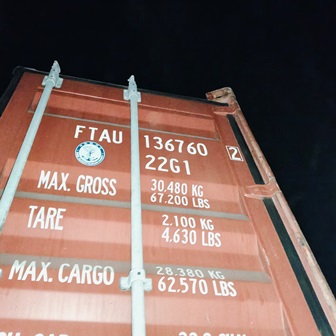 FTAU 136760 2
22G1
MAX. GROSS 30.480 KG
67.200 LBS
TARE 2.100 KG
4.630 LBS
MAX. CARGO 28.380 KG
62.570 LBS